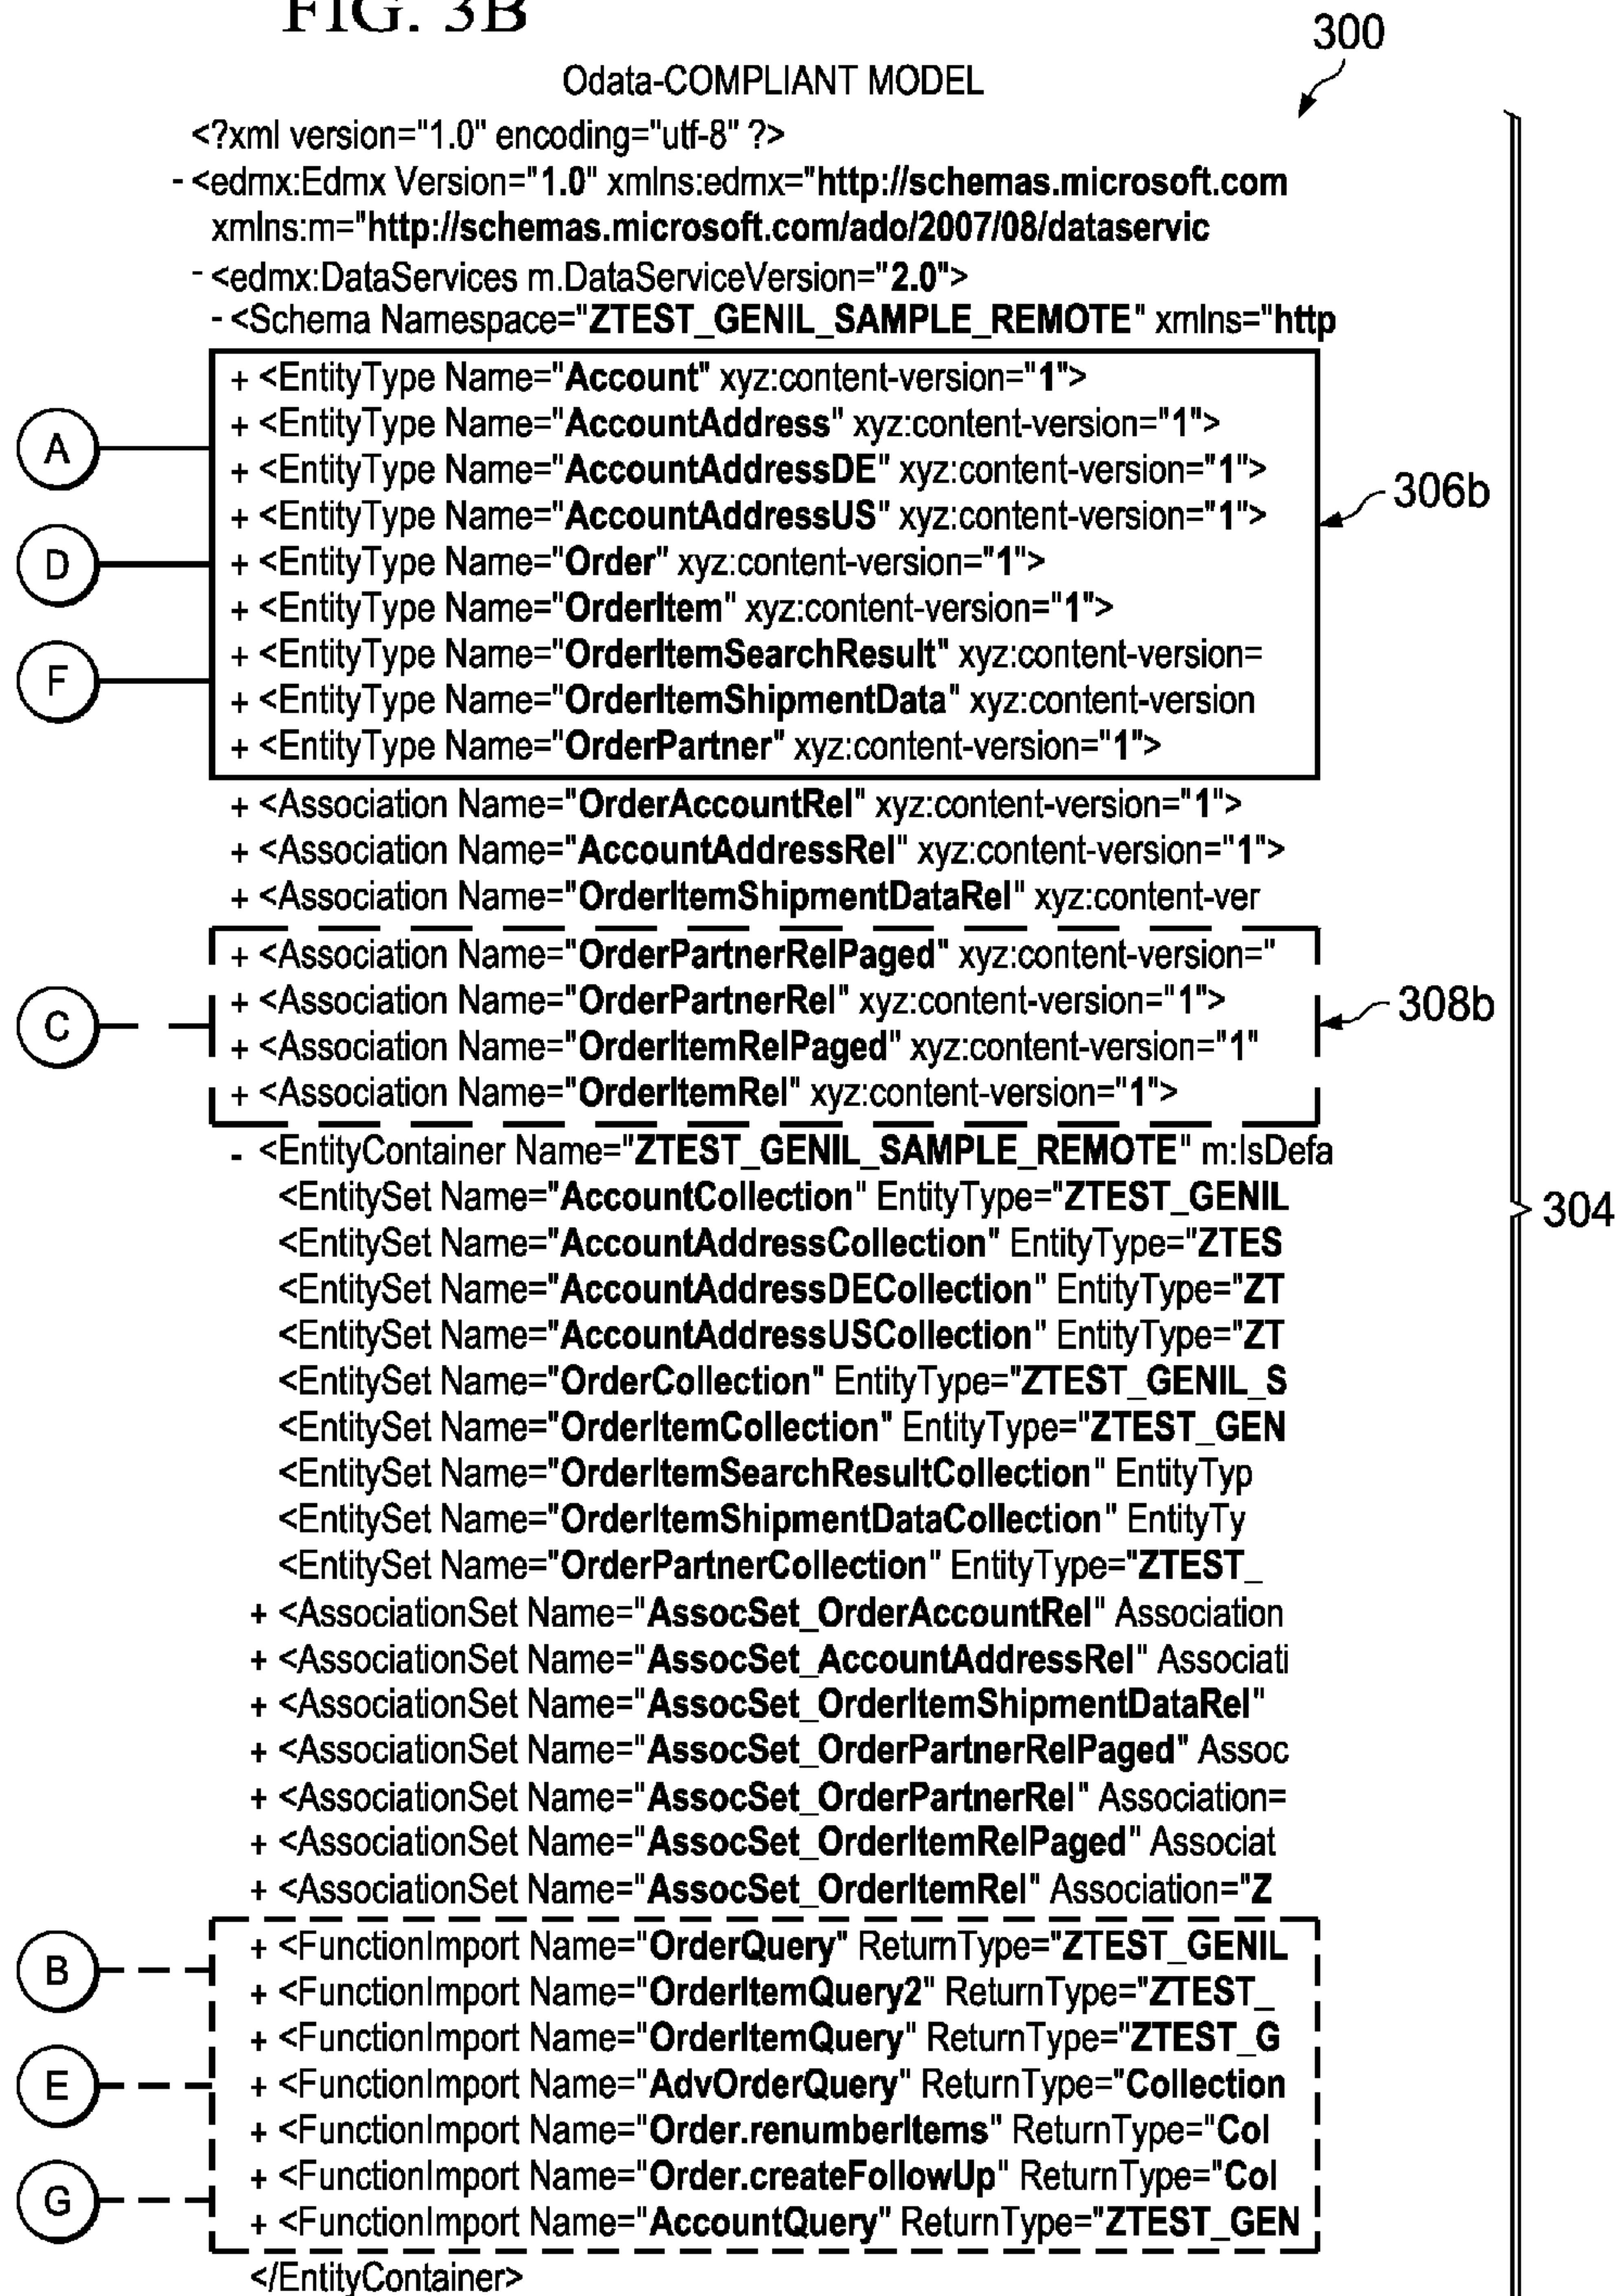 FIG. 3B
300
Odata-COMPLIANT MODEL
<?xml version="1.0" encoding="utf-8" ?>
- <edmx:Edmx Version="1.0" xmlns:edmx="http://schemas.microsoft.com
xmlns:m="http://schemas.microsoft.com/ado/2007/08/dataservic
- <edmx:DataServices m.DataServiceVersion="2.0">
- <Schema Namespace="ZTEST_GENIL_SAMPLE_REMOTE" xmlns="http
+ <EntityType Name="Account" xyz:content-version="1">
+ <EntityType Name="AccountAddress" xyz:content-version="1">
A
+ <EntityType Name="AccountAddressDE" xyz:content-version="1">
306b
+ <EntityType Name="AccountAddressUS" xyz:content-version="1">
D
+ <EntityType Name="Order" xyz:content-version="1">
+ <EntityType Name="OrderItem" xyz:content-version="1">
+ <EntityType Name="OrderItemSearchResult" xyz:content-version=
F
+ <EntityType Name="OrderItemShipmentData" xyz:content-version
+ <EntityType Name="OrderPartner" xyz:content-version="1">
+ <Association Name="OrderAccountRel" xyz:content-version="1">
+ <Association Name="AccountAddressRel" xyz:content-version="1">
+ <Association Name="OrderItemShipmentDataRel" xyz:content-ver
+ <Association Name="OrderPartnerRelPaged" xyz:content-version="
+ <Association Name="OrderPartnerRel" xyz:content-version="1">
308b
C
+ <Association Name="OrderItemRelPaged" xyz:content-version="1"
+ <Association Name="OrderItemRel" xyz:content-version="1">
- <EntityContainer Name="ZTEST_GENIL_SAMPLE_REMOTE" m:IsDefa
<EntitySet Name="AccountCollection" EntityType="ZTEST_GENIL
304
<EntitySet Name="AccountAddressCollection" EntityType="ZTES
<EntitySet Name="AccountAddressDECollection" EntityType="ZT
<EntitySet Name="AccountAddressUSCollection" EntityType="ZT
<EntitySet Name="OrderCollection" EntityType="ZTEST_GENIL_S
<EntitySet Name="OrderItemCollection" EntityType="ZTEST_GEN
<EntitySet Name="OrderItemSearchResultCollection" EntityTyp
<EntitySet Name="OrderItemShipmentDataCollection" EntityTy
<EntitySet Name="OrderPartnerCollection" EntityType="ZTEST_
+ <AssociationSet Name="AssocSet_OrderAccountRel" Association
+ <AssociationSet Name="AssocSet_AccountAddressRel" Associati
+ <AssociationSet Name="AssocSet_OrderItemShipmentDataRel"
+ <AssociationSet Name="AssocSet_OrderPartnerRelPaged" Assoc
+ <AssociationSet Name="AssocSet_OrderPartnerRel" Association=
+ <AssociationSet Name="AssocSet_OrderItemRelPaged" Associat
+ <AssociationSet Name="AssocSet_OrderItemRel" Association="Z
+ <FunctionImport Name="OrderQuery" ReturnType="ZTEST_GENIL
B
+ <FunctionImport Name="OrderItemQuery2" ReturnType="ZTEST_
+ <FunctionImport Name="OrderItemQuery" ReturnType="ZTEST_G
E
+ <FunctionImport Name="AdvOrderQuery" ReturnType="Collection
+ <FunctionImport Name="Order.renumberItems" ReturnType="Col
+ <FunctionImport Name="Order.createFollowUp" ReturnType="Col
G
+ <FunctionImport Name="AccountQuery" ReturnType="ZTEST_GEN
</EntityContainer>